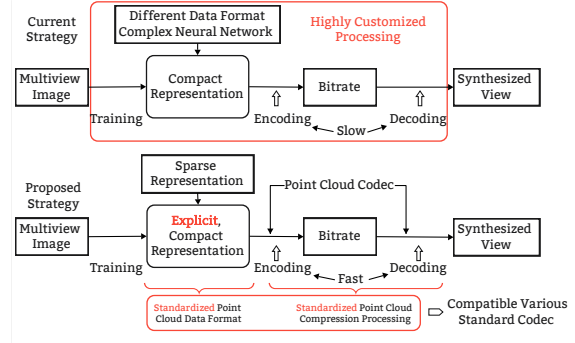 Current
Strategy
Different Data Format
Complex Neural Network
Highly Customized
Processing
Multiview
Image
Compact
Representation
Bitrate
Synthesized
View
Training
Encoding
Slow
Decoding
Proposed
Strategy
Sparse
Representation
Point Cloud Codec
Multiview
Image
Explicit,
Compact
Representation
Bitrate
Synthesized
View
Training
Encoding
Fast
Decoding
Standardized Point
Cloud Data Format
Standardized Point Cloud
Compression Processing
Compatible Various
Standard Codec